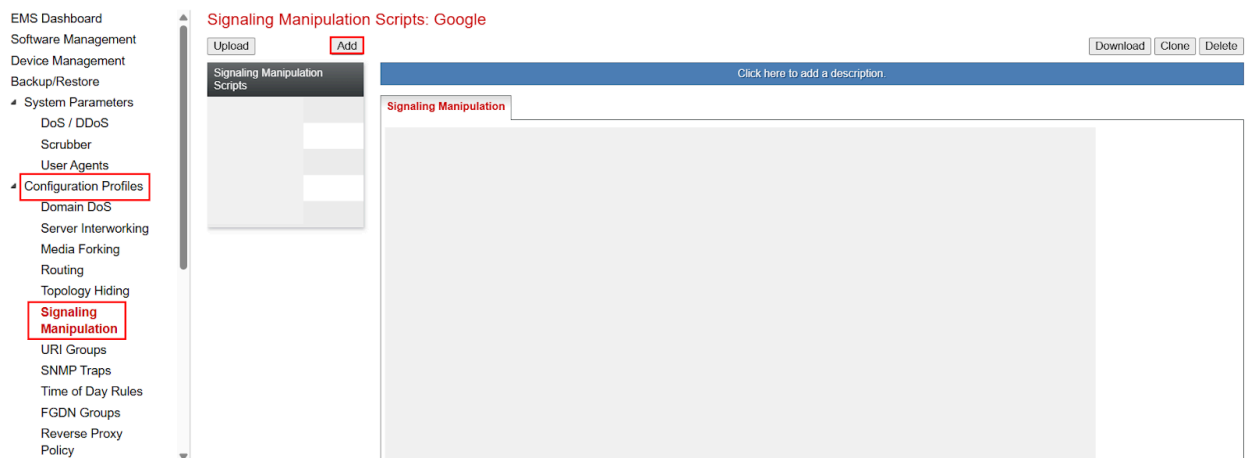 EMS Dashboard
Software Management
Device Management
Backup/Restore
System Parameters
DoS / DDoS
Scrubber
User Agents
Configuration Profiles
Domain DoS
Server Interworking
Media Forking
Routing
Topology Hiding
Signaling
Manipulation
URI Groups
SNMP Traps
Time of Day Rules
FGDN Groups
Reverse Proxy
Policy
Signaling Manipulation Scripts: Google
Upload
Add
Download
Clone
Delete
Signaling Manipulation
Scripts
Click here to add a description.
Signaling Manipulation